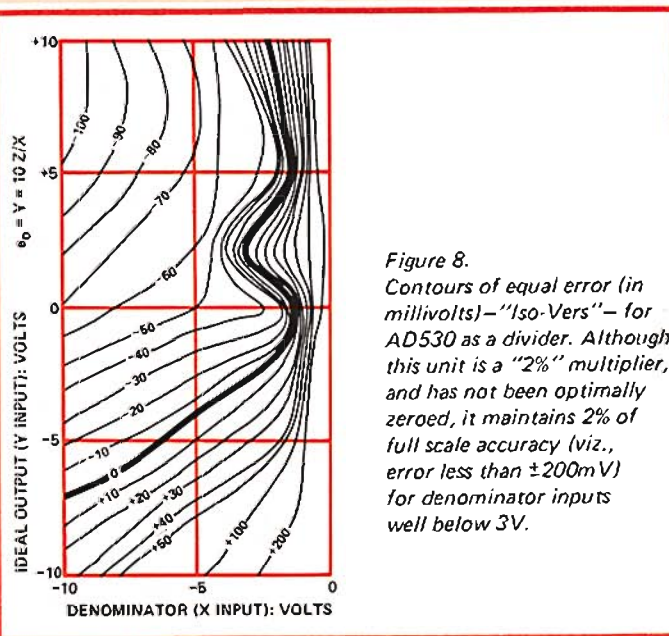 +10
-100
-90
-80
+5
-70
e₀ = Y = 10 Z/X
-60
0
-50
-40
-30
-20
IDEAL OUTPUT (Y INPUT): VOLTS
-5
-10
0
+10
+20
+30
+40
+50
+100
+200
-10
-10
-5
0
DENOMINATOR (X INPUT): VOLTS
Figure 8.
Contours of equal error (in
millivolts)–"Iso-Vers"– for
AD530 as a divider. Although
this unit is a "2%" multiplier,
and has not been optimally
zeroed, it maintains 2% of
full scale accuracy (viz.,
error less than ±200mV)
for denominator inputs
well below 3V.